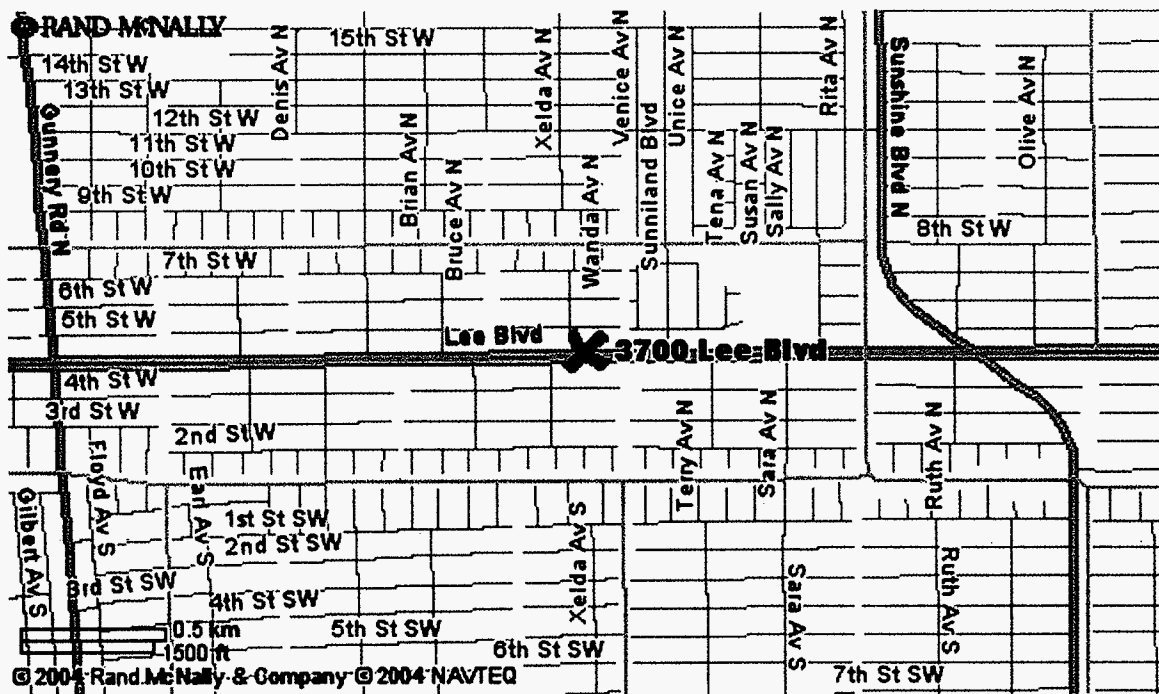 RAND MCNALLY
15th St W
14th St W
13th St W
12th St W
11th St W
10th St W
9th St W
Gunnery Rd N
Denis Av N
Brian Av N
Bruce Av N
Xelda Av N
Wanda Av N
Venice Av N
Sunniland Blvd
Unice Av N
Tena Av N
Susan Av N
Sally Av N
Rita Av N
Sunshine Blvd N
Olive Av N
8th St W
7th St W
6th St W
5th St W
Lee Blvd
3700 Lee Blvd
4th St W
3rd St W
2nd St W
Floyd Av S
Earl Av S
Gilbert Av S
Terry Av N
Sara Av N
Ruth Av N
1st St SW
2nd St SW
3rd St SW
4th St SW
5th St SW
6th St SW
7th St SW
Xelda Av S
Sara Av S
Ruth Av S
0.5 km
1500 ft
© 2004 Rand McNally & Company © 2004 NAVTEQ